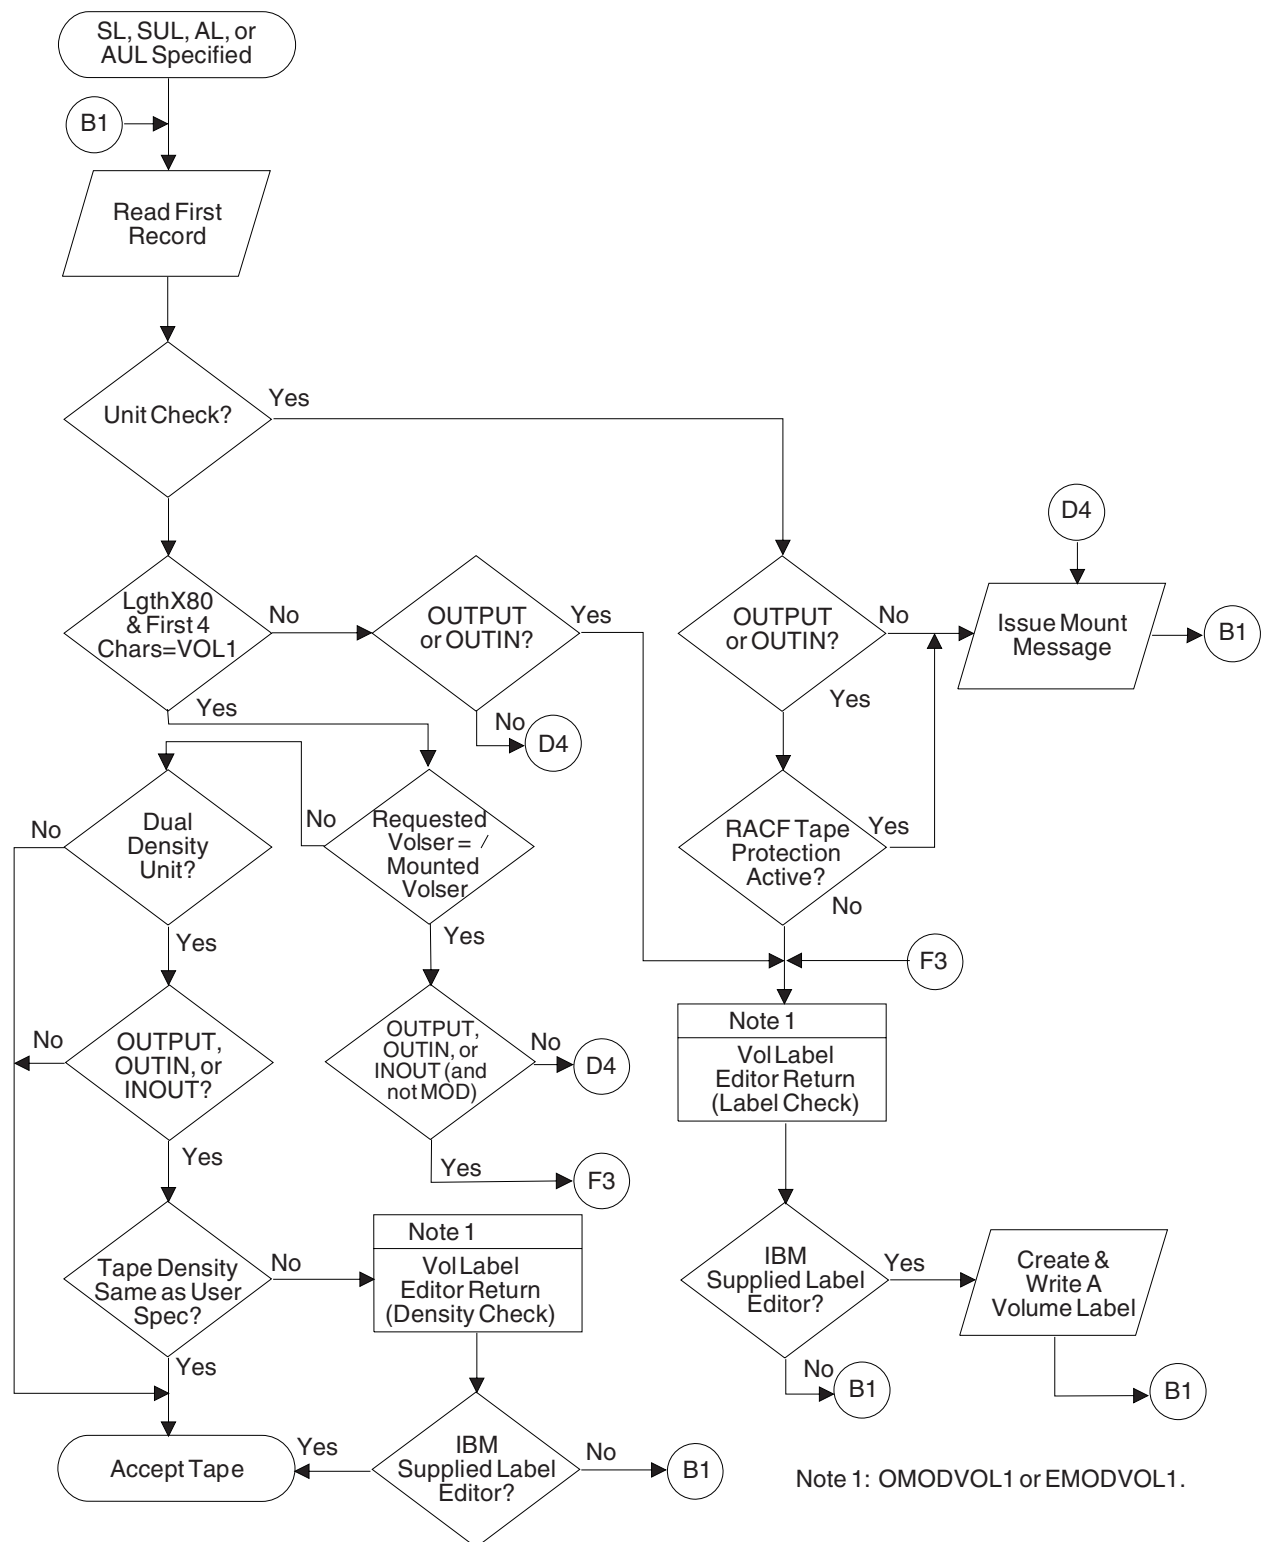 SL, SUL, AL, or
AUL Specified
B1
Read First
Record
Unit Check?
Yes
D4
LgthX80
& First 4
Chars=VOL1
No
OUTPUT
or OUTIN?
Yes
OUTPUT
or OUTIN?
No
Issue Mount
Message
B1
Yes
No
D4
Yes
No
Dual
Density
Unit?
No
Requested
Volser = /
Mounted
Volser
RACF Tape
Protection
Active?
Yes
No
Yes
Yes
F3
No
OUTPUT,
OUTIN, or
INOUT?
OUTPUT,
OUTIN, or
INOUT (and
not MOD)
No
D4
Note 1
Vol Label
Editor Return
(Label Check)
Yes
Yes
F3
Tape Density
Same as User
Spec?
No
Note 1
Vol Label
Editor Return
(Density Check)
IBM
Supplied Label
Editor?
Yes
Create &
Write A
Volume Label
Yes
No
B1
B1
Accept Tape
Yes
IBM
Supplied Label
Editor?
No
B1
Note 1: OMODVOL1 or EMODVOL1.